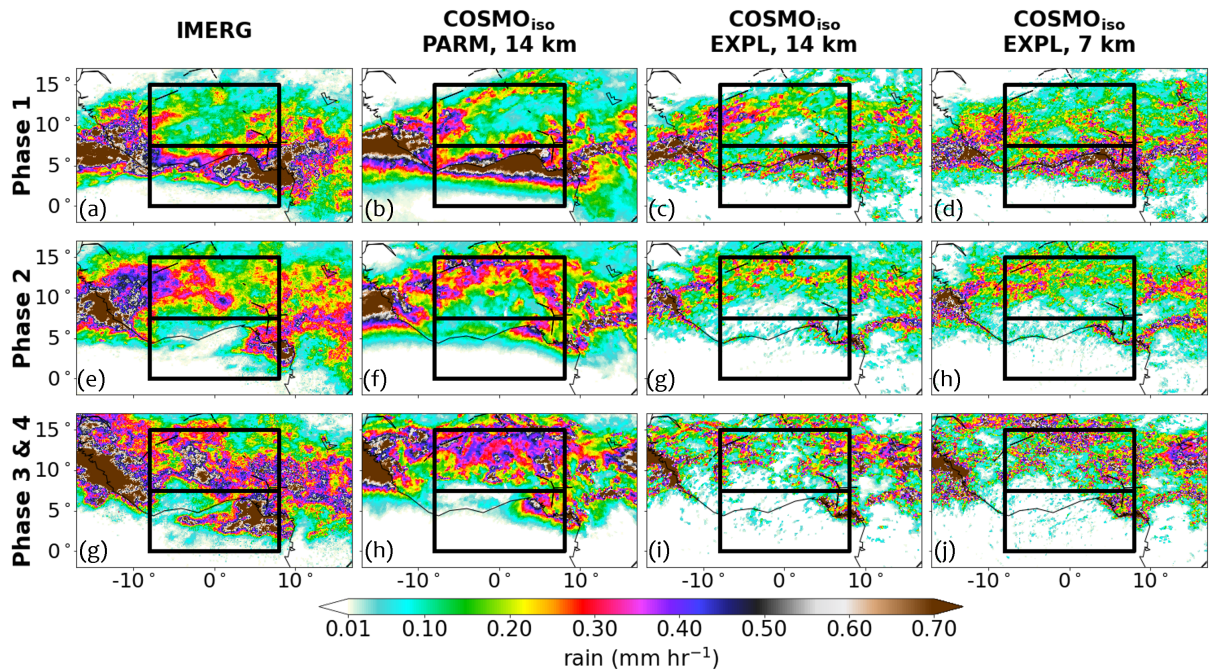 IMERG
COSMO_iso
PARM, 14 km
COSMO_iso
EXPL, 14 km
COSMO_iso
EXPL, 7 km
Phase 1
15°
10°
5°
0°
(a)
(b)
(c)
(d)
Phase 2
15°
10°
5°
0°
(e)
(f)
(g)
(h)
Phase 3 & 4
15°
10°
5°
0°
(g)
(h)
(i)
(j)
-10° 0° 10°
-10° 0° 10°
-10° 0° 10°
-10° 0° 10°
0.01 0.10 0.20 0.30 0.40 0.50 0.60 0.70
rain (mm hr⁻¹)